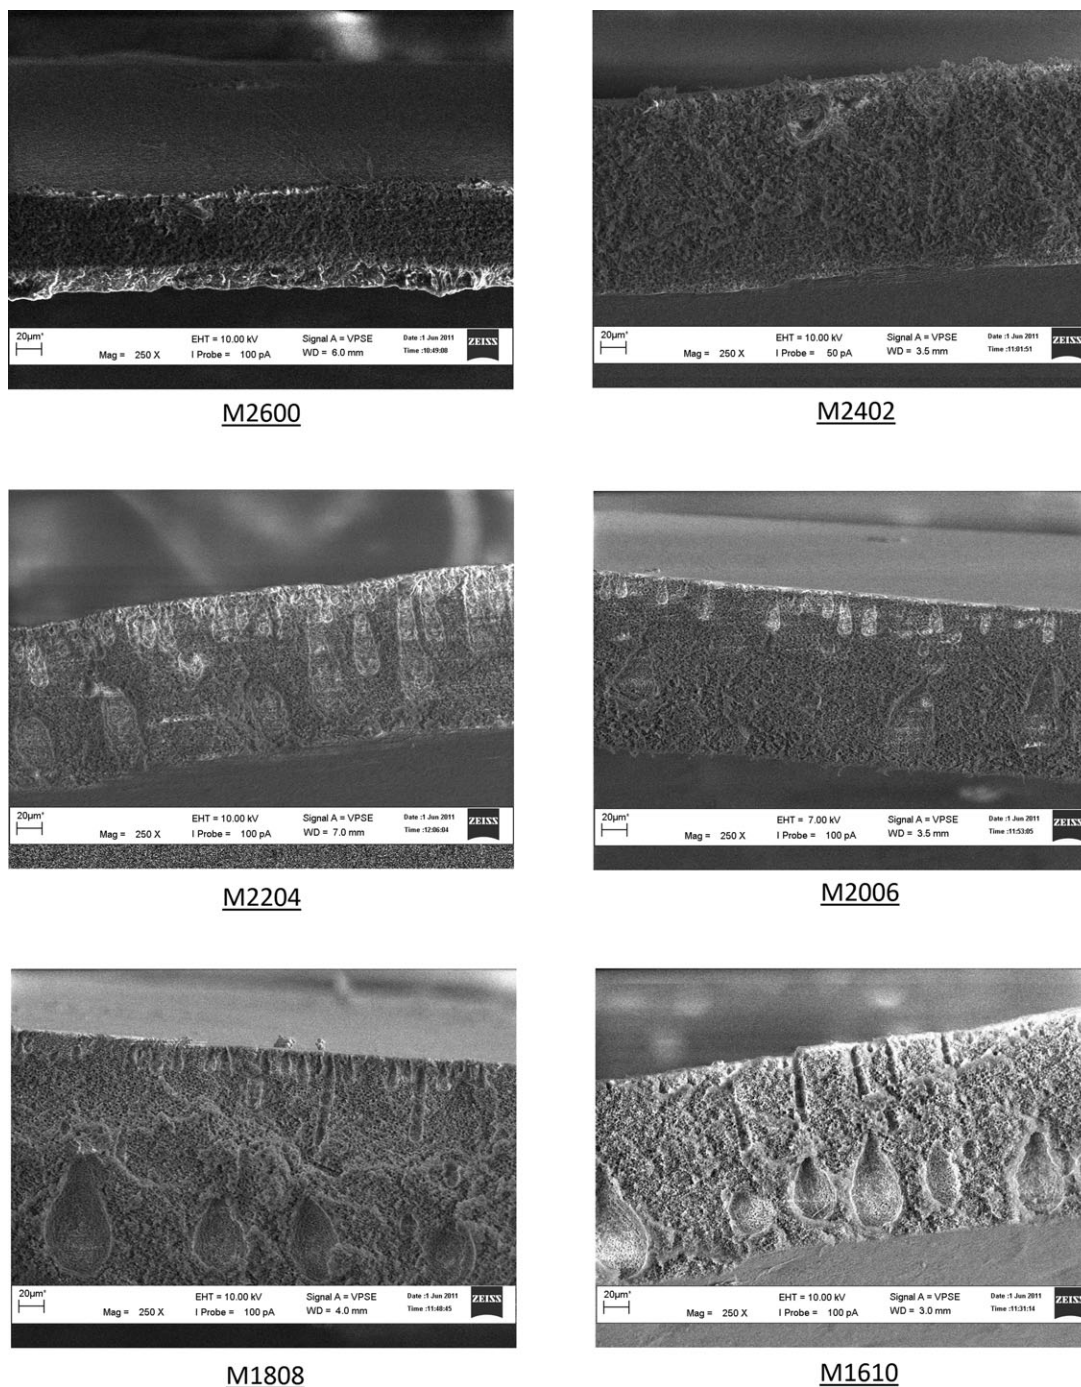 20µm*
Mag = 250 X
EHT = 10.00 kV
I Probe = 100 pA
Signal A = VPSE
WD = 6.0 mm
Date :1 Jun 2011
Time :10:49:08
ZEISS
M2600
20µm*
Mag = 250 X
EHT = 10.00 kV
I Probe = 50 pA
Signal A = VPSE
WD = 3.5 mm
Date :1 Jun 2011
Time :11:01:51
ZEISS
M2402
20µm*
Mag = 250 X
EHT = 10.00 kV
I Probe = 100 pA
Signal A = VPSE
WD = 7.0 mm
Date :1 Jun 2011
Time :12:06:04
ZEISS
M2204
20µm*
Mag = 250 X
EHT = 7.00 kV
I Probe = 100 pA
Signal A = VPSE
WD = 3.5 mm
Date :1 Jun 2011
Time :11:53:05
ZEISS
M2006
20µm*
Mag = 250 X
EHT = 10.00 kV
I Probe = 100 pA
Signal A = VPSE
WD = 4.0 mm
Date :1 Jun 2011
Time :11:40:45
ZEISS
M1808
20µm*
Mag = 250 X
EHT = 10.00 kV
I Probe = 100 pA
Signal A = VPSE
WD = 3.0 mm
Date :1 Jun 2011
Time :11:31:14
ZEISS
M1610